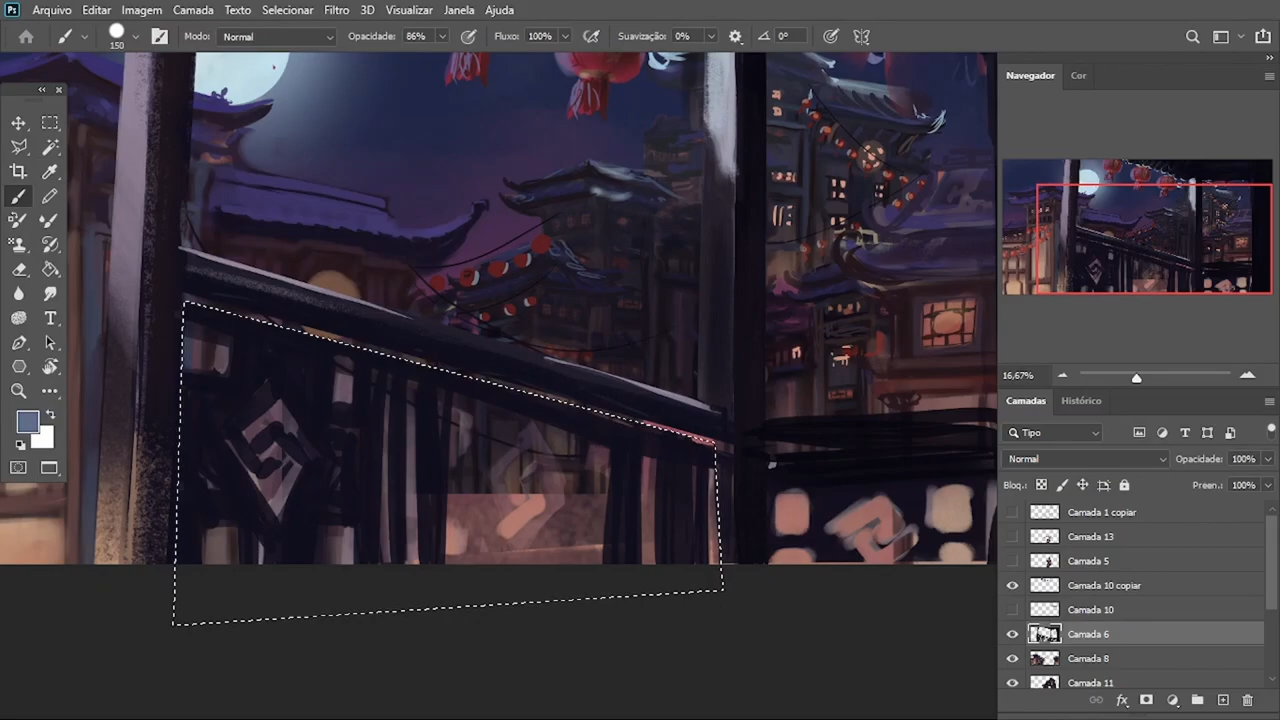 Ps Arquivo Editar Imagem Camada Texto Selecionar Filtro 3D Visualizar Janela Ajuda
150 Modo: Normal Opacidade: 86% Fluxo: 100% Suavização: 0% 0°
Navegador Cor
16,67%
Camadas Histórico
Tipo
Normal Opacidade: 100%
Bloq.: Preen.: 100%
Camada 1 copiar
Camada 13
Camada 5
Camada 10 copiar
Camada 10
Camada 6
Camada 8
Camada 11